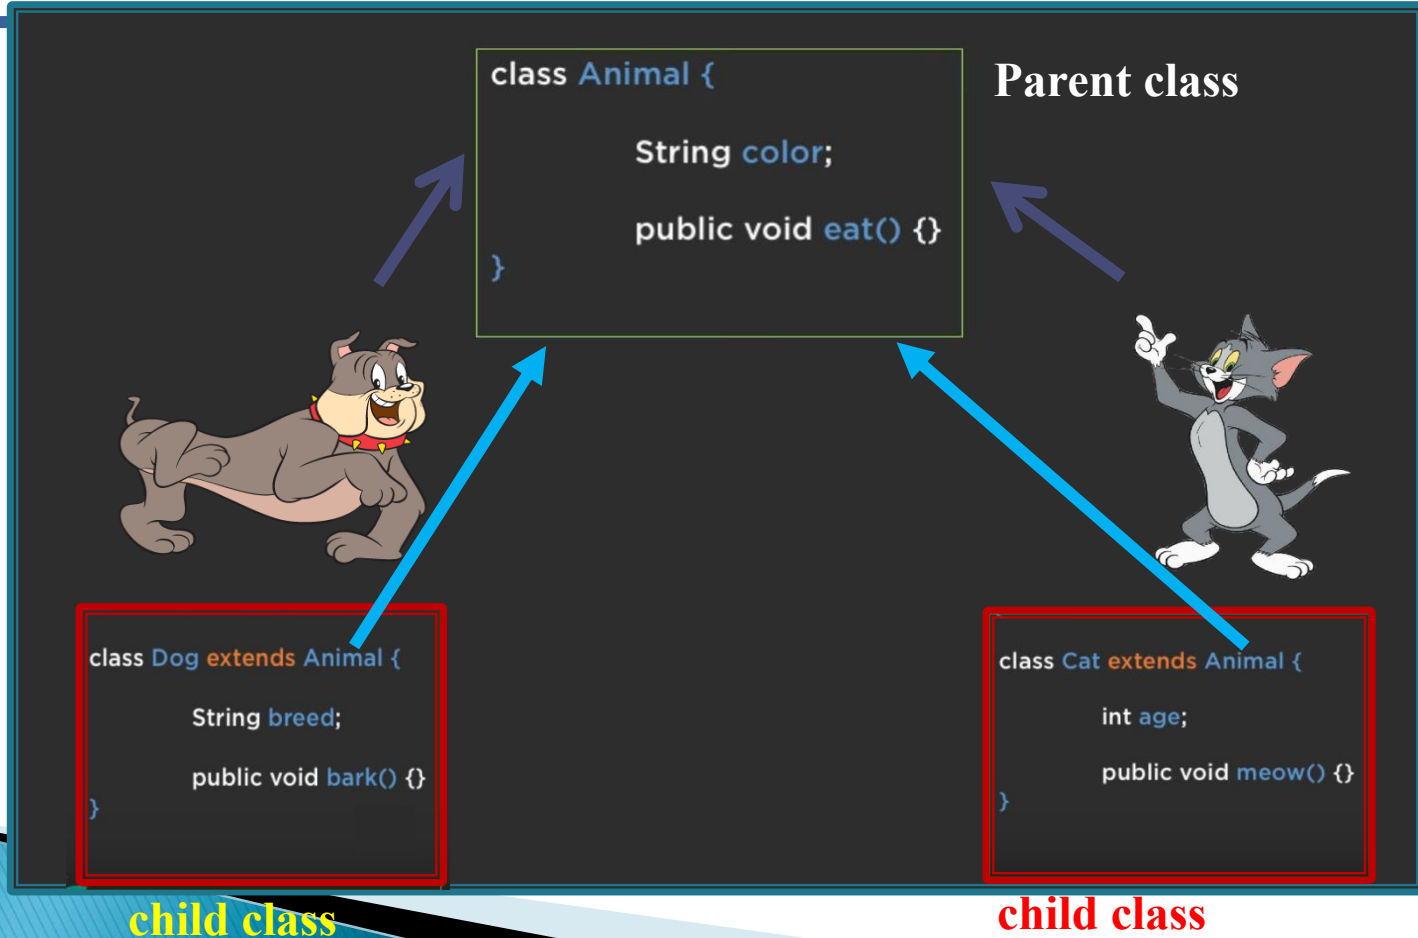 class Animal {
Parent class
String color;
public void eat() {}
}
class Dog extends Animal {
String breed;
public void bark() {}
}
child class
class Cat extends Animal {
int age;
public void meow() {}
}
child class